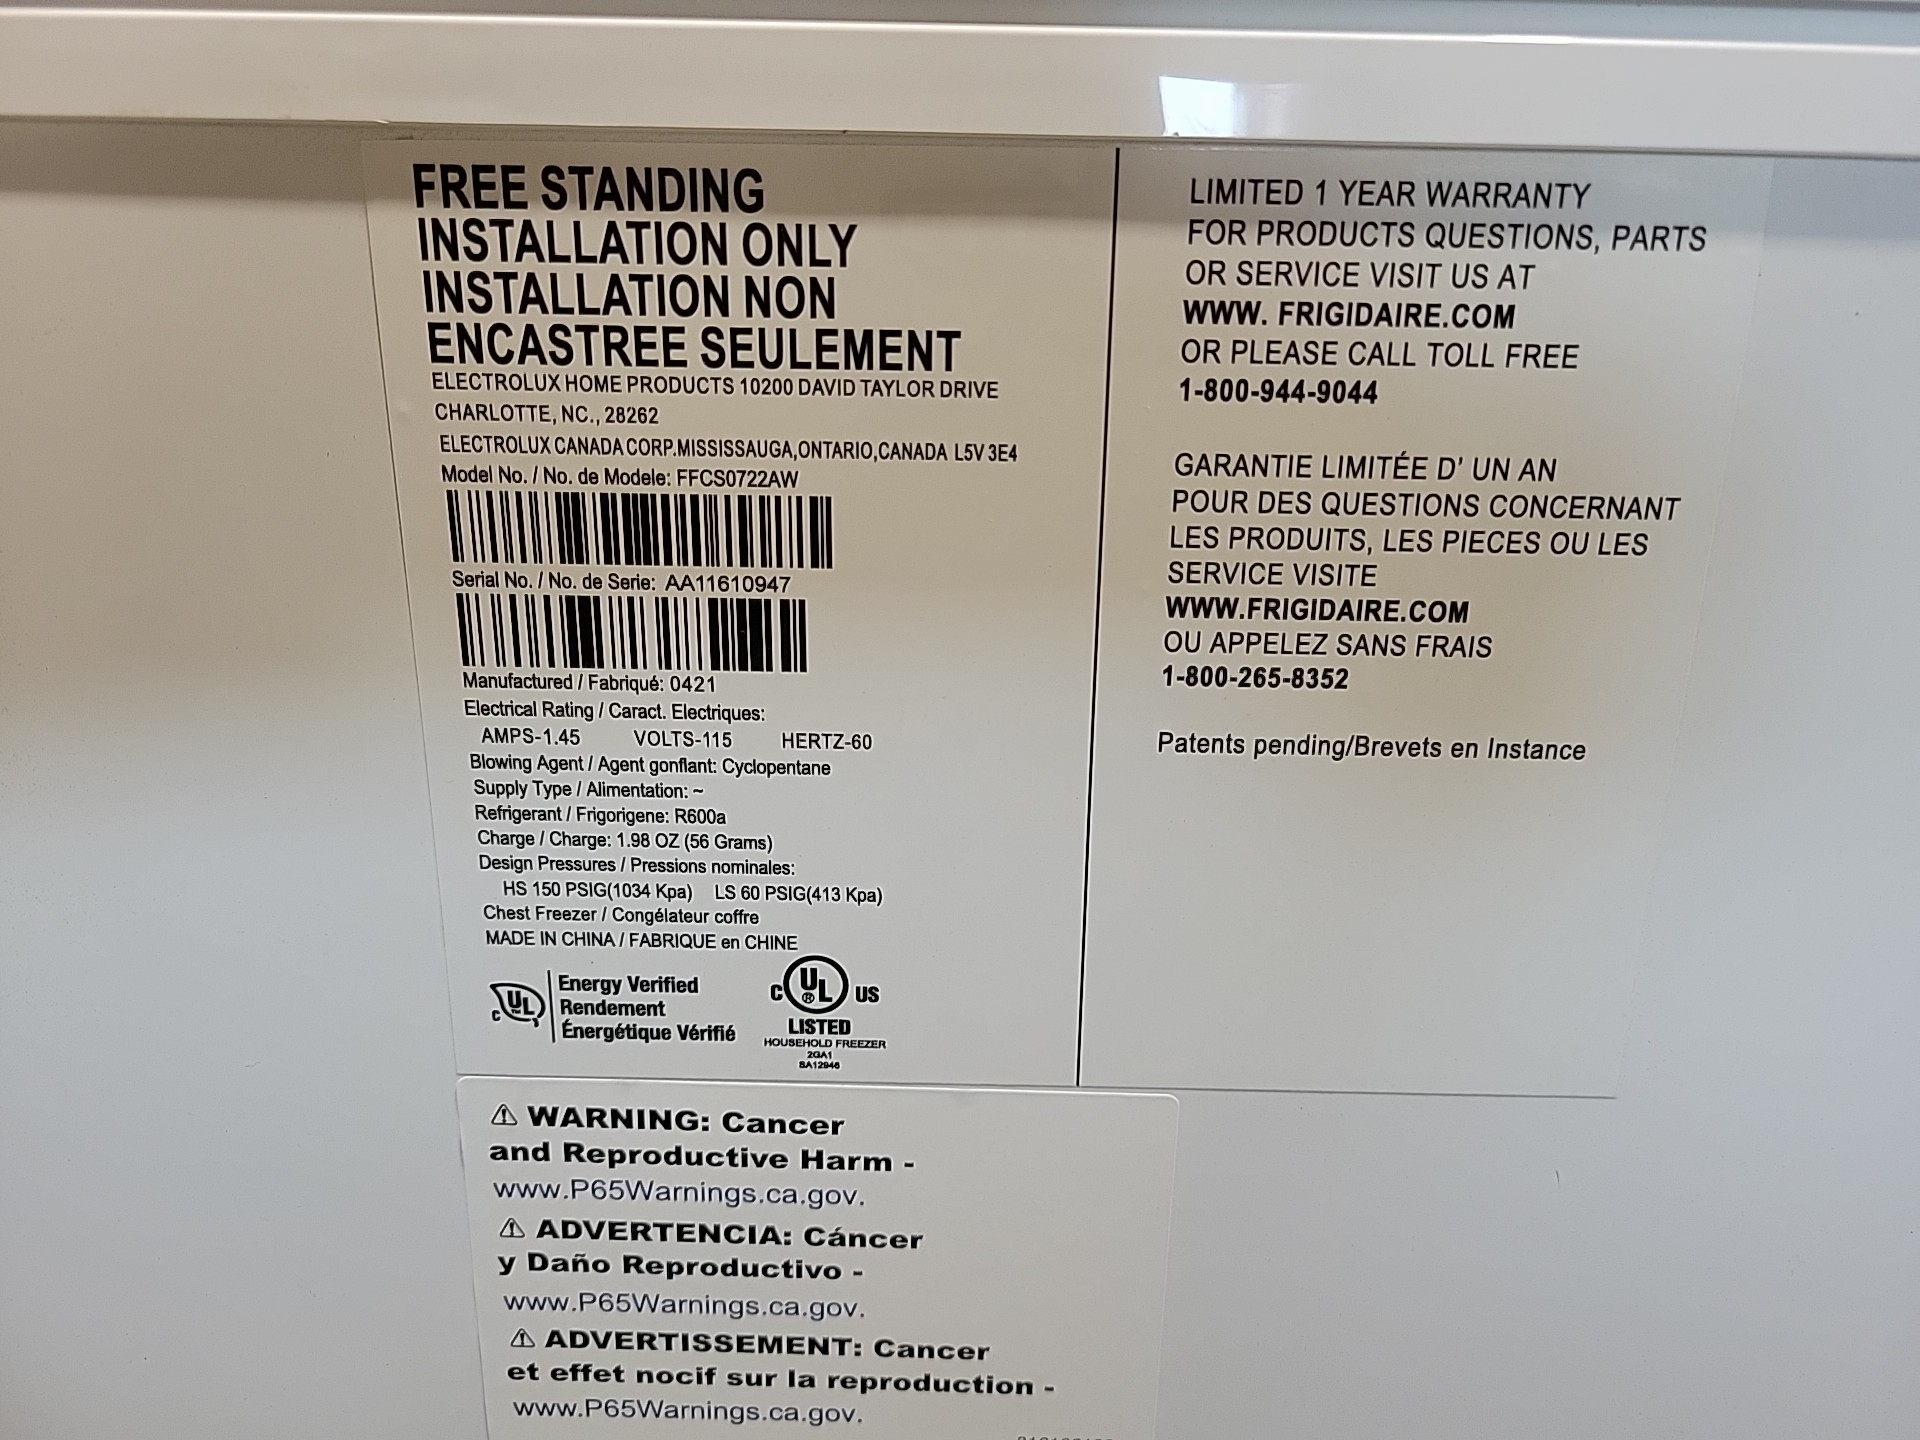 FREE STANDING
INSTALLATION ONLY
INSTALLATION NON
ENCASTREE SEULEMENT
ELECTROLUX HOME PRODUCTS 10200 DAVID TAYLOR DRIVE
CHARLOTTE, NC., 28262
ELECTROLUX CANADA CORP.MISSISSAUGA,ONTARIO,CANADA L5V 3E4
Model No. / No. de Modele: FFCS0722AW
Serial No. / No. de Serie: AA11610947
Manufactured / Fabriqué: 0421
Electrical Rating / Caract. Electriques:
AMPS-1.45 VOLTS-115 HERTZ-60
Blowing Agent / Agent gonflant: Cyclopentane
Supply Type / Alimentation: ~
Refrigerant / Frigorigene: R600a
Charge / Charge: 1.98 OZ (56 Grams)
Design Pressures / Pressions nominales:
HS 150 PSIG(1034 Kpa) LS 60 PSIG(413 Kpa)
Chest Freezer / Congélateur coffre
MADE IN CHINA / FABRIQUE en CHINE
C UL ™
Energy Verified
Rendement
Énergétique Vérifié
C UL ® US
LISTED
HOUSEHOLD FREEZER
2GA1
SA12946
LIMITED 1 YEAR WARRANTY
FOR PRODUCTS QUESTIONS, PARTS
OR SERVICE VISIT US AT
WWW. FRIGIDAIRE.COM
OR PLEASE CALL TOLL FREE
1-800-944-9044
GARANTIE LIMITÉE D' UN AN
POUR DES QUESTIONS CONCERNANT
LES PRODUITS, LES PIECES OU LES
SERVICE VISITE
WWW.FRIGIDAIRE.COM
OU APPELEZ SANS FRAIS
1-800-265-8352
Patents pending/Brevets en Instance
⚠ WARNING: Cancer
and Reproductive Harm -
www.P65Warnings.ca.gov.
⚠ ADVERTENCIA: Cáncer
y Daño Reproductivo -
www.P65Warnings.ca.gov.
⚠ ADVERTISSEMENT: Cancer
et effet nocif sur la reproduction -
www.P65Warnings.ca.gov.